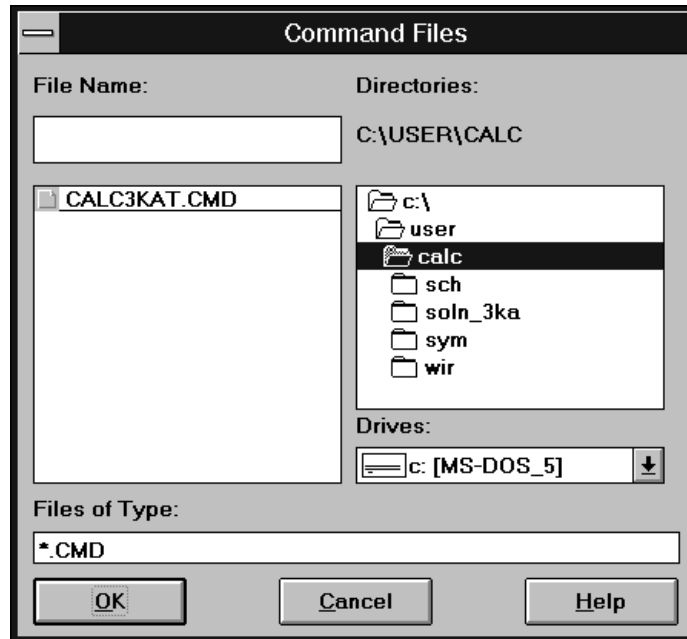 Command Files
File Name:
Directories:
C:\USER\CALC
CALC3KAT.CMD
c:\
user
calc
sch
soln_3ka
sym
wir
Drives:
c: [MS-DOS_5]
Files of Type:
*.CMD
OK
Cancel
Help